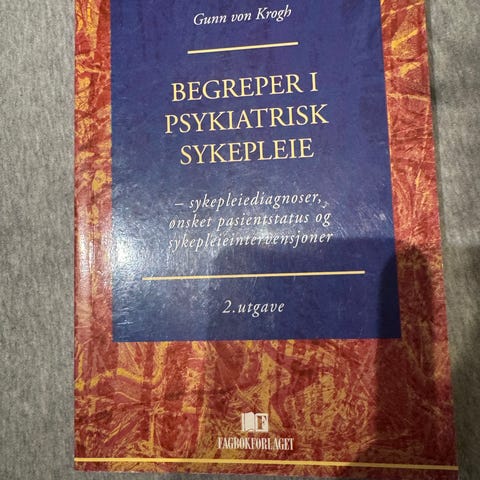 Gunn von Krogh
BEGREPER I
PSYKIATRISK
SYKEPLEIE
– sykepleiediagnoser,
ønsket pasientstatus og
sykepleieintervensjoner
2.utgave
F
FAGBOKFORLAGET